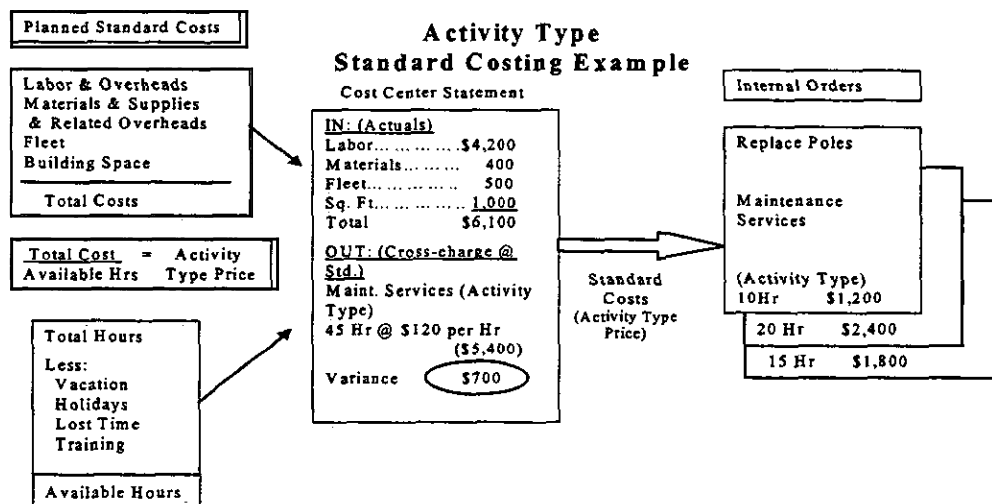 Activity Type
Standard Costing Example
Planned Standard Costs
Labor & Overheads
Materials & Supplies
& Related Overheads
Fleet
Building Space
Total Costs
Total Cost = Activity
Available Hrs Type Price
Total Hours
Less:
Vacation
Holidays
Lost Time
Training
Available Hours
Cost Center Statement
IN: (Actuals)
Labor... ... ... ... .$4,200
Materials... ... ... 400
Fleet... ... ... ... .. 500
Sq. Ft... ... ... ... .. 1,000
Total $6,100
OUT: (Cross-charge @
Std.)
Maint. Services (Activity
Type)
45 Hr @ $120 per Hr
($5,400)
Variance $700
Standard
Costs
(Activity Type
Price)
Internal Orders
Replace Poles
Maintenance
Services
(Activity Type)
10Hr $1,200
20 Hr $2,400
15 Hr $1,800